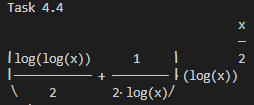 Task 4.4
x
─
⎛log(log(x))        1    ⎞ 2
⎜─────────── + ────────⎟⋅(log(x))
⎝     2        2⋅log(x)⎠